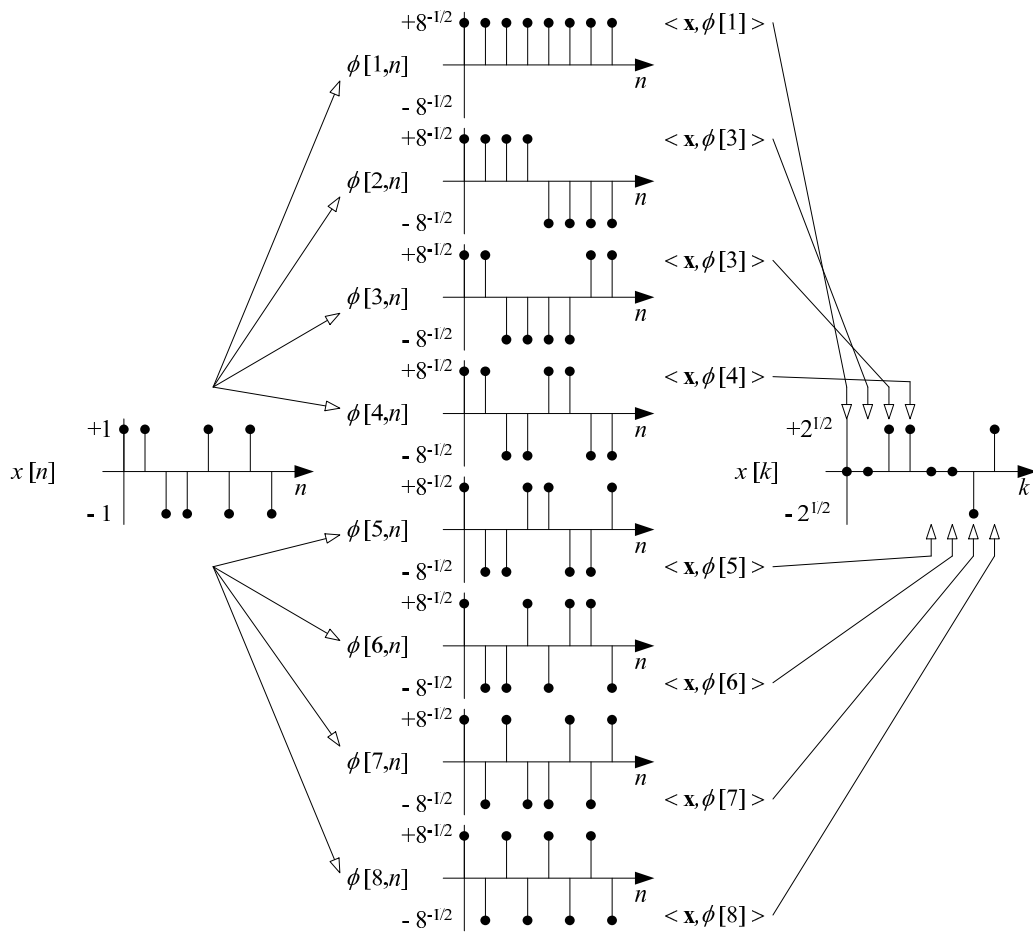 +8^-1/2
ϕ[1,n]
- 8^-1/2
n
< x,ϕ[1] >
+8^-1/2
ϕ[2,n]
- 8^-1/2
n
< x,ϕ[3] >
+8^-1/2
ϕ[3,n]
- 8^-1/2
n
< x,ϕ[3] >
+8^-1/2
ϕ[4,n]
- 8^-1/2
n
< x,ϕ[4] >
+1
x[n]
- 1
n
+2^1/2
x[k]
- 2^1/2
k
+8^-1/2
ϕ[5,n]
- 8^-1/2
n
< x,ϕ[5] >
+8^-1/2
ϕ[6,n]
- 8^-1/2
n
< x,ϕ[6] >
+8^-1/2
ϕ[7,n]
- 8^-1/2
n
< x,ϕ[7] >
+8^-1/2
ϕ[8,n]
- 8^-1/2
n
< x,ϕ[8] >